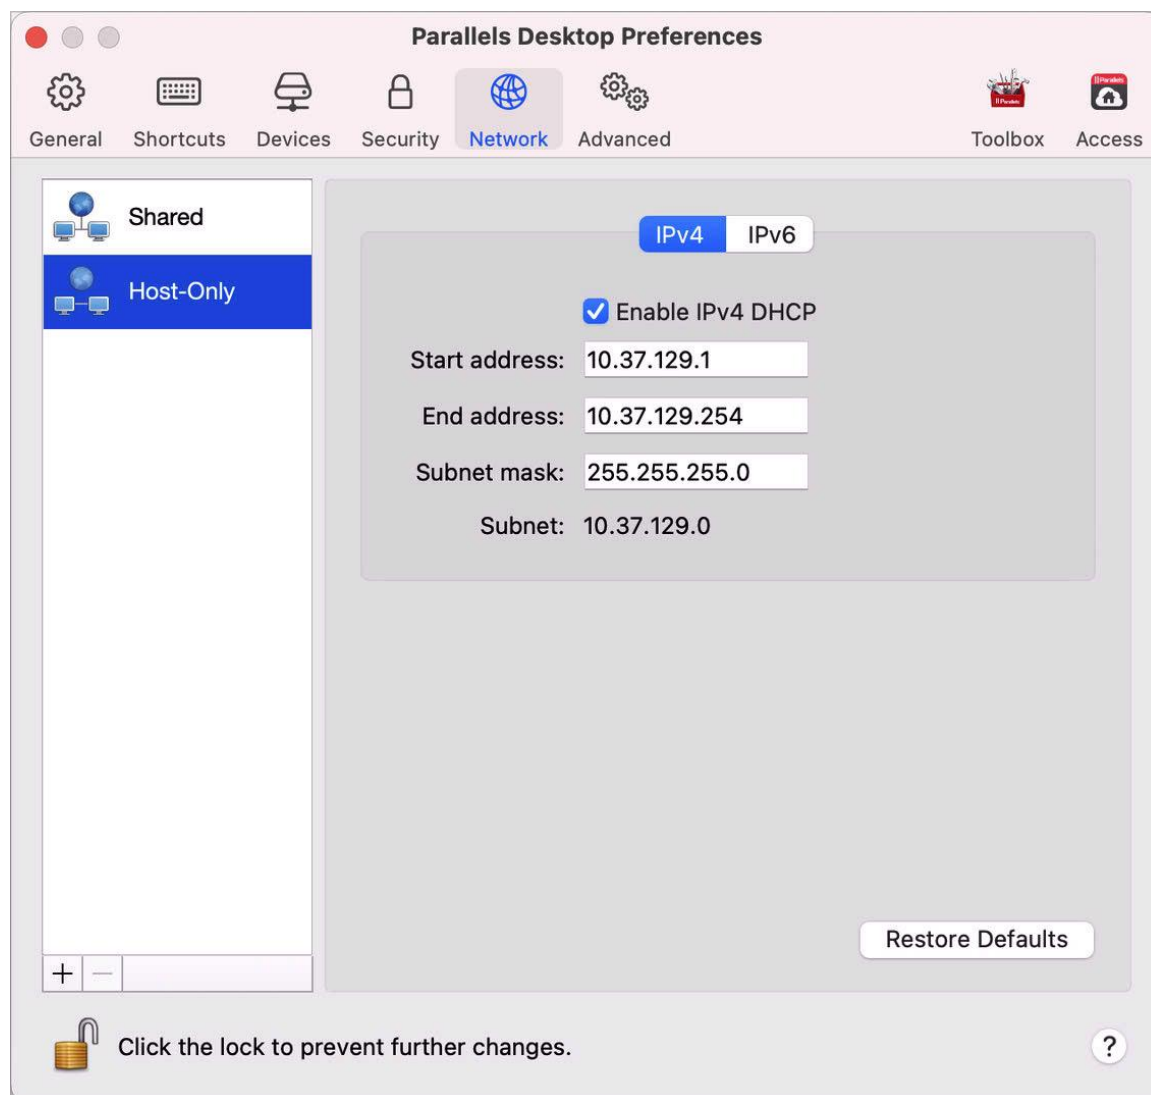 Parallels Desktop Preferences
General Shortcuts Devices Security Network Advanced Toolbox Access
Shared
Host-Only
IPv4 IPv6
Enable IPv4 DHCP
Start address: 10.37.129.1
End address: 10.37.129.254
Subnet mask: 255.255.255.0
Subnet: 10.37.129.0
Restore Defaults
+ −
Click the lock to prevent further changes.
?